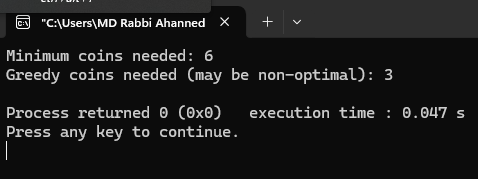 "C:\Users\MD Rabbi Ahanned
Minimum coins needed: 6
Greedy coins needed (may be non-optimal): 3
Process returned 0 (0x0)   execution time : 0.047 s
Press any key to continue.